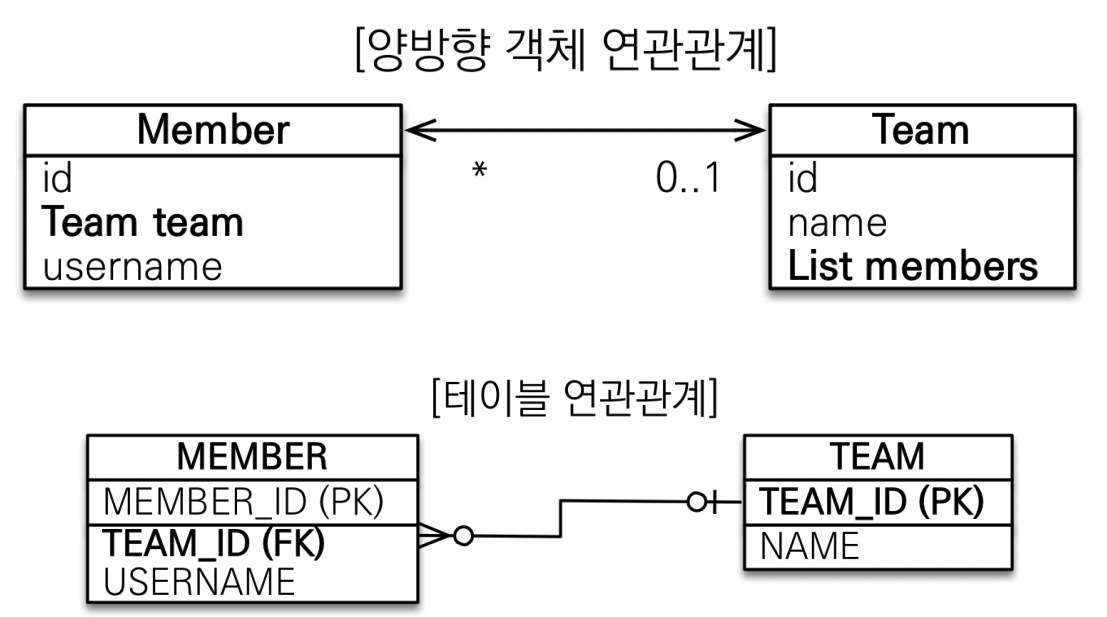 [양방향 객체 연관관계]
Member
id
Team team
username
*
0..1
Team
id
name
List members
[테이블 연관관계]
MEMBER
MEMBER_ID (PK)
TEAM_ID (FK)
USERNAME
TEAM
TEAM_ID (PK)
NAME